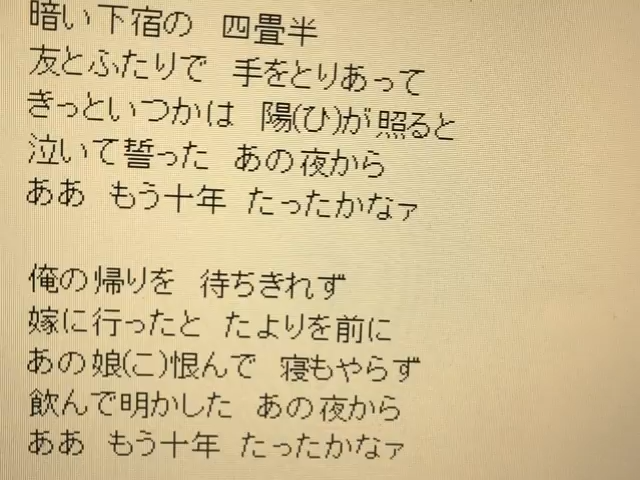 暗い下宿の　四畳半
友とふたりで　手をとりあって
きっといつかは　陽(ひ)が照ると
泣いて誓った　あの夜から
ああ　もう十年　たったかなァ
俺の帰りを　待ちきれず
嫁に行ったと　たよりを前に
あの娘(こ)恨んで　寝もやらず
飲んで明かした　あの夜から
ああ　もう十年　たったかなァ